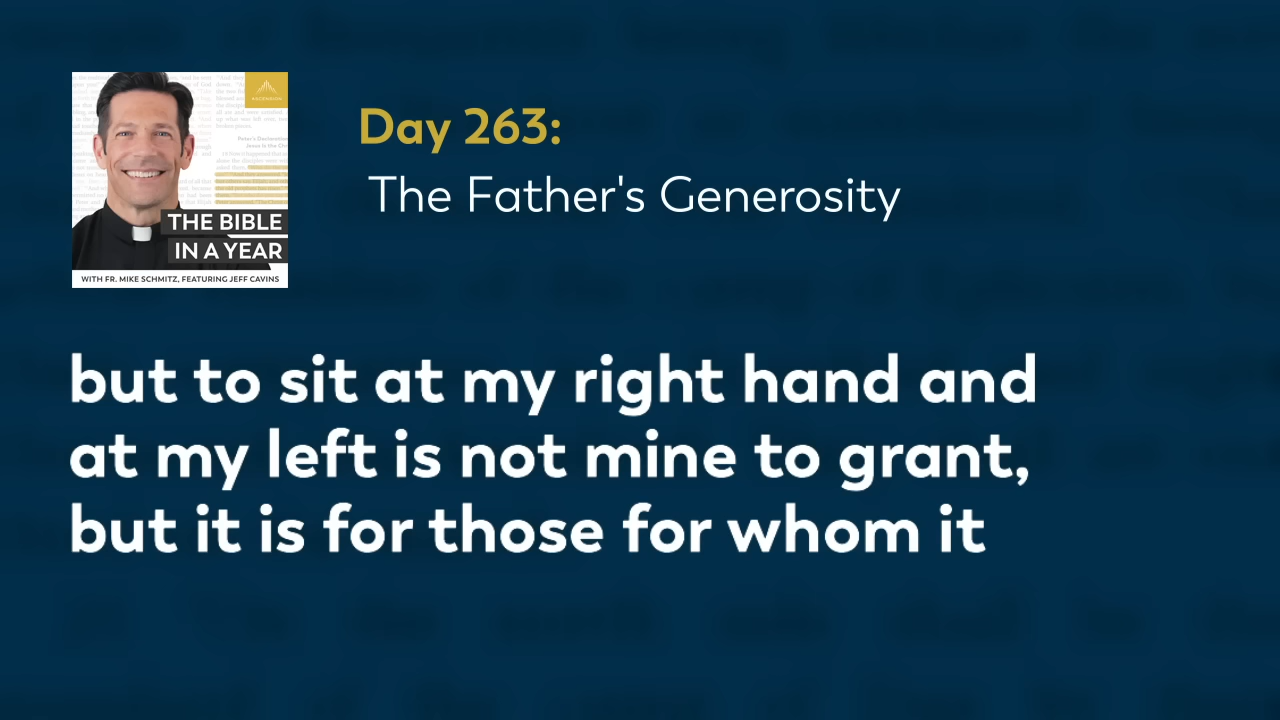 ASCENSION
THE BIBLE
IN A YEAR
WITH FR. MIKE SCHMITZ, FEATURING JEFF CAVINS
Day 263:
The Father's Generosity
but to sit at my right hand and
at my left is not mine to grant,
but it is for those for whom it